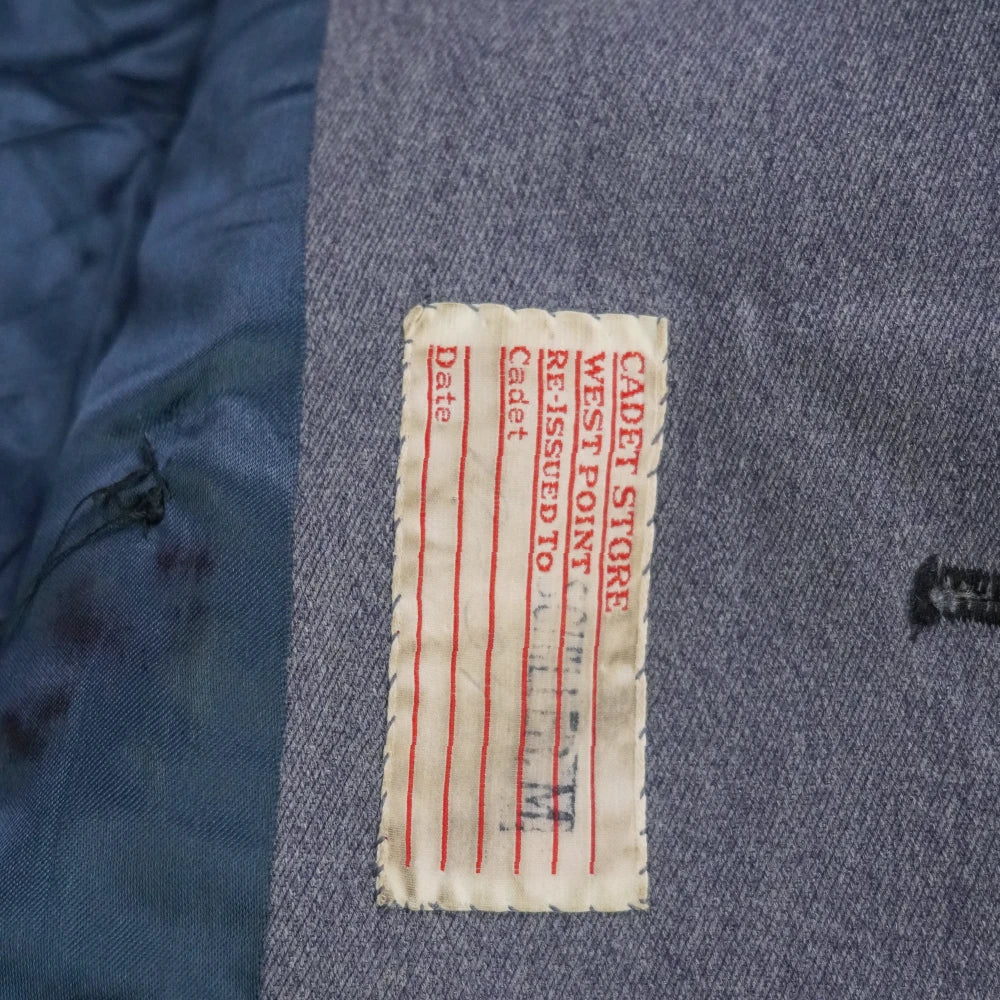 CADET STORE
WEST POINT
RE-ISSUED TO
Cadet
Date